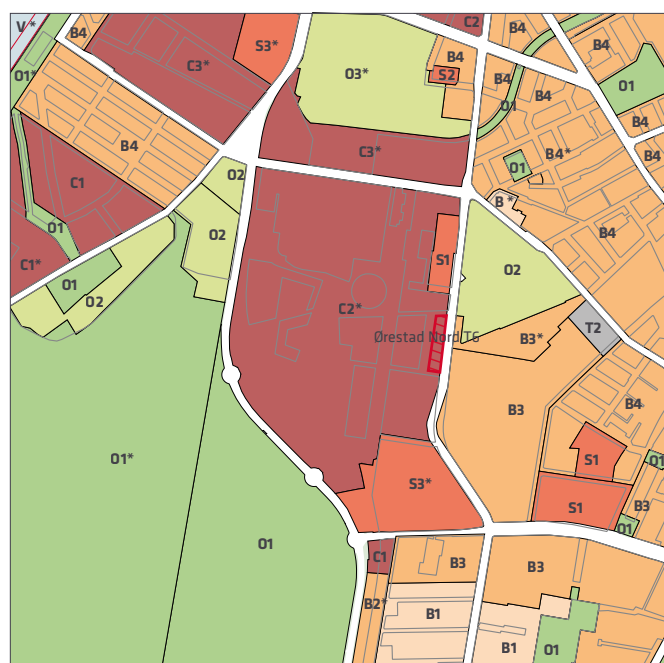 V *
B4
C3*
S3*
O3*
C2
B4
S2
B4
B4
O1
B4
O1
B4
B4
O1*
B4
C1
O1
C1*
O1
O2
O2
O2
C3*
O1
B4*
B *
B4
S1
O2
C2*
Ørestad Nord T6
B3*
T2
B3
B4
S1
O1
S1
B3
O1
O1*
O1
S3*
C1
B2*
B3
B1
B3
B1
O1